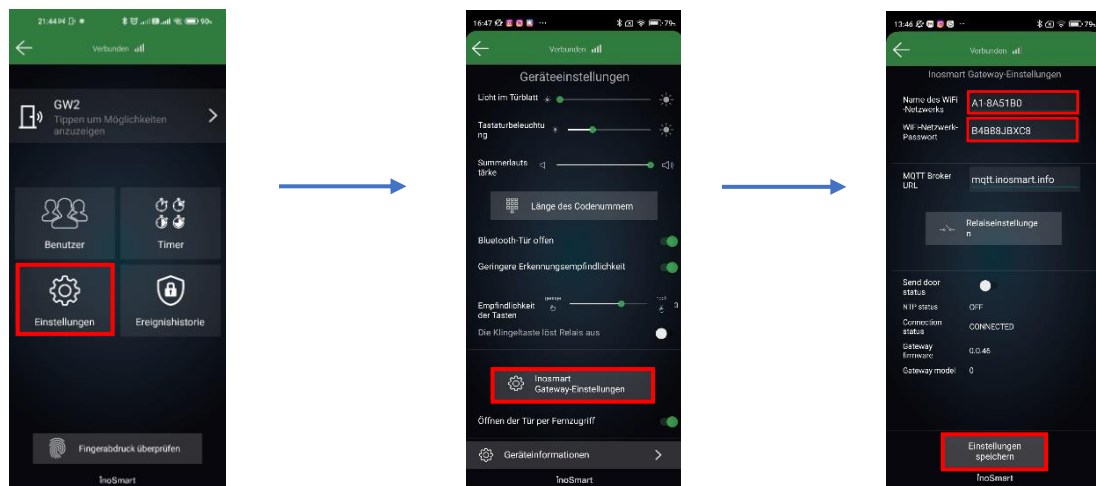 21:44
90%
Verbunden
GW2
Tippen um Möglichkeiten
anzuzeigen
Benutzer
Timer
Einstellungen
Ereignishistorie
Fingerabdruck überprüfen
inoSmart
16:47
79%
Verbunden
Geräteeinstellungen
Licht im Türblatt
Tastaturbeleuchtu
ng
Summerlauts
tärke
Länge des Codenummern
Bluetooth-Tür offen
Geringere Erkennungsempfindlichkeit
Empfindlichkeit
der Tasten
3
Die Klingeltaste löst Relais aus
Inosmart
Gateway-Einstellungen
Öffnen der Tür per Fernzugriff
Geräteinformationen
inoSmart
13:46
79%
Verbunden
Inosmart Gateway-Einstellungen
Name des WiFi
-Netzwerks
A1-8A51B0
WiFi-Netzwerk-
Passwort
B4B88JBXC8
MQTT Broker
URL
mqtt.inosmart.info
Relaiseinstellunge
n
Send door
status
NTP status
OFF
Connection
status
CONNECTED
Gateway
firmware
0.0.46
Gateway model
0
Einstellungen
speichern
inoSmart